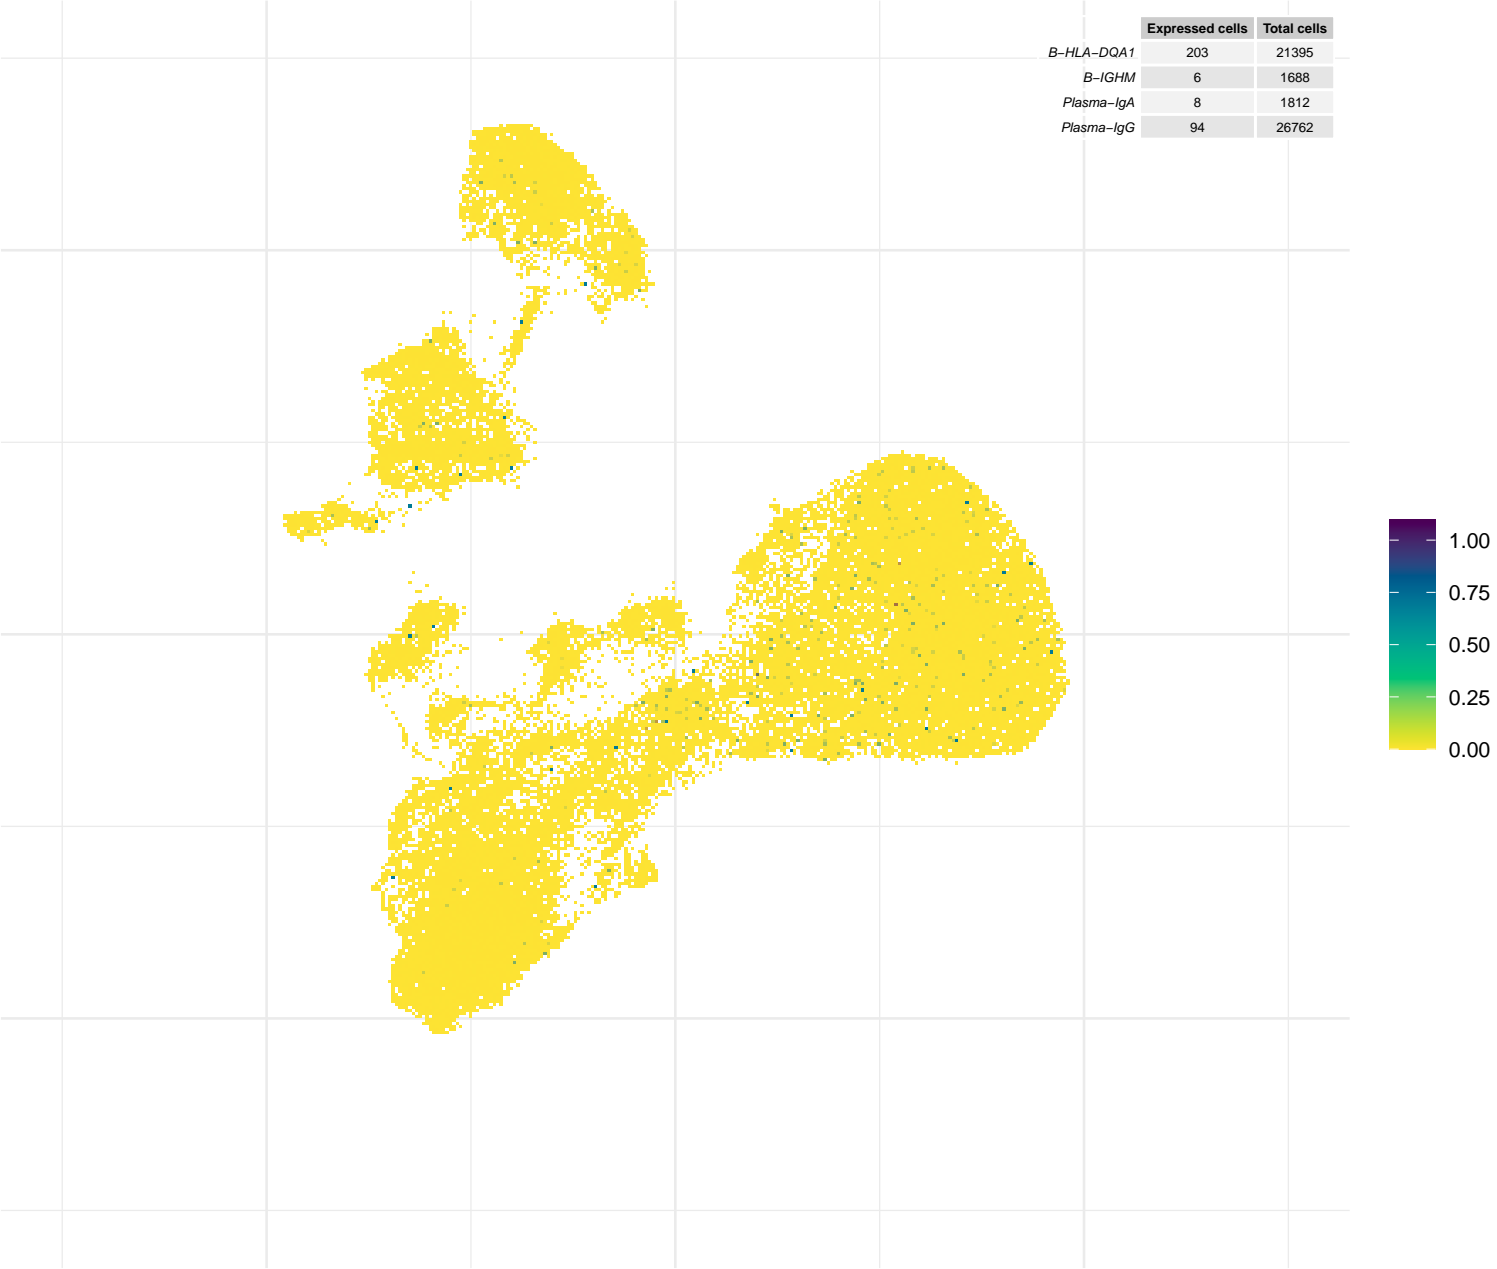 Expressed cells Total cells
B−HLA−DQA1 203 21395
B−IGHM 6 1688
Plasma−IgA 8 1812
Plasma−IgG 94 26762
1.00
0.75
0.50
0.25
0.00